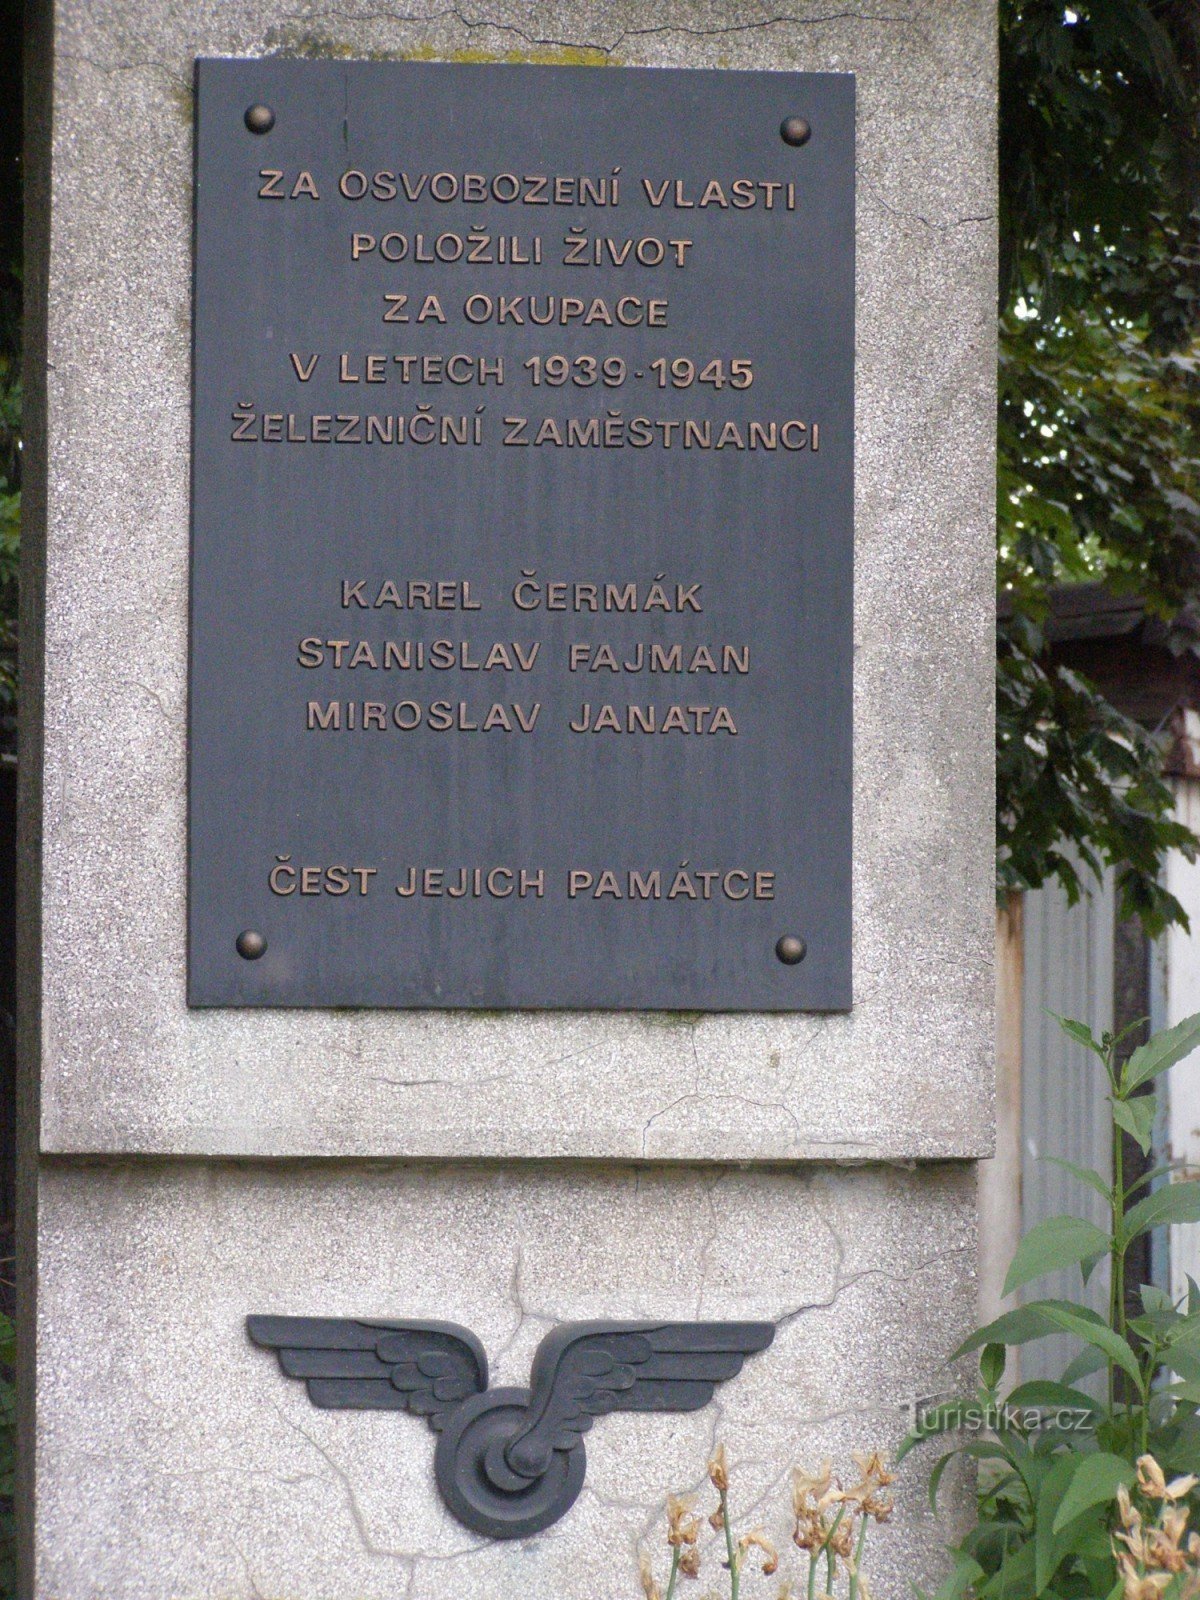 ZA OSVOBOZENÍ VLASTI
POLOŽILI ŽIVOT
ZA OKUPACE
V LETECH 1939-1945
ŽELEZNIČNÍ ZAMĚSTNANCI
KAREL ČERMÁK
STANISLAV FAJMAN
MIROSLAV JANATA
ČEST JEJICH PAMÁTCE
Turistika.cz